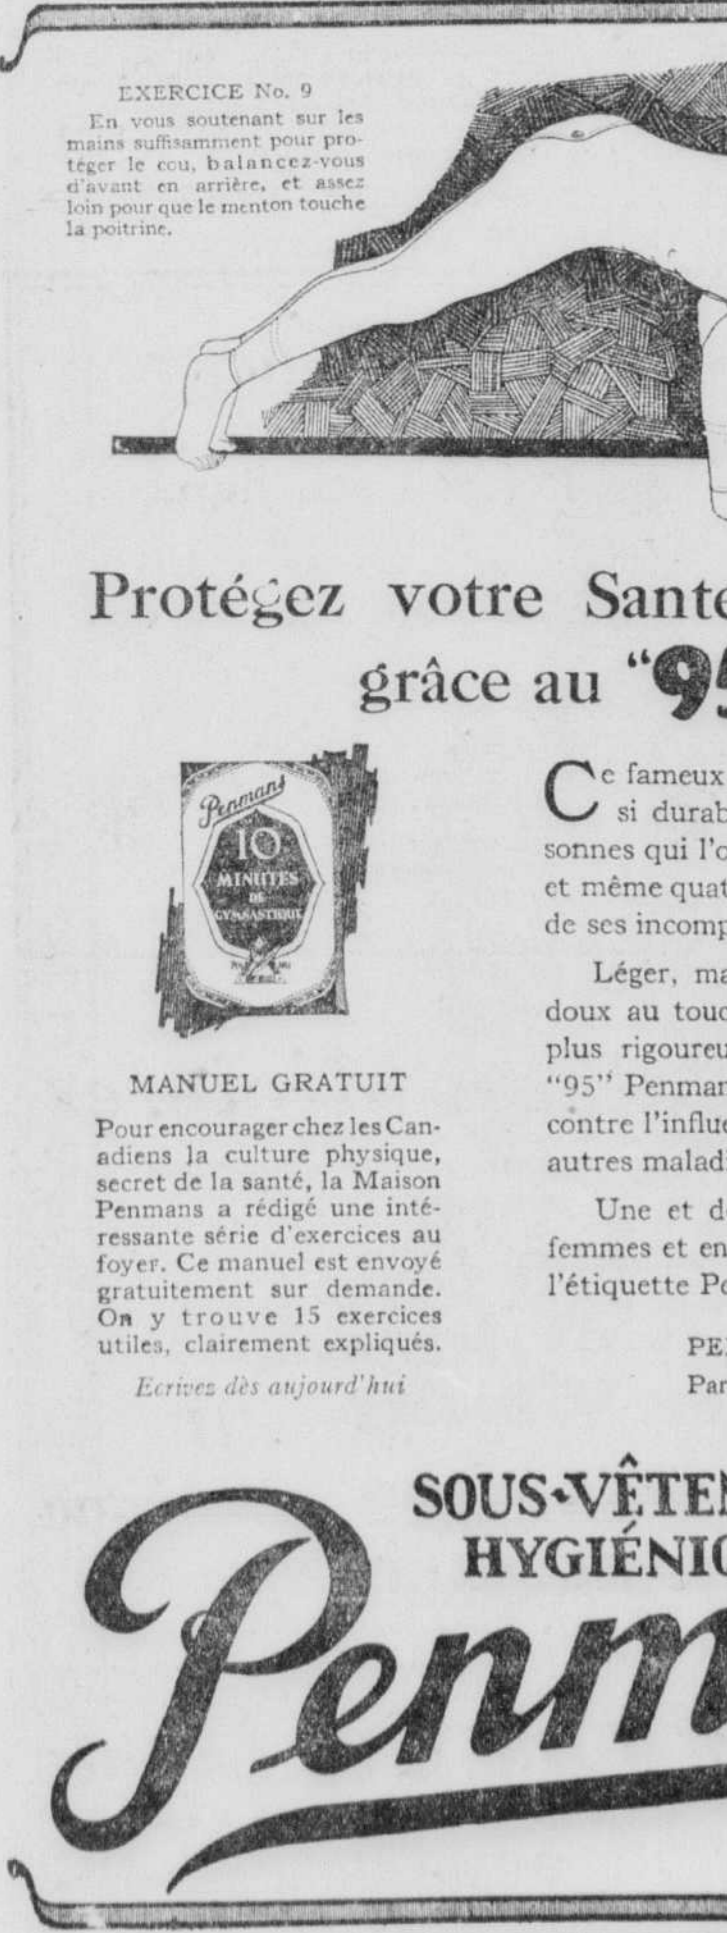 EXERCICE No. 9
En vous soutenant sur les
mains suffisamment pour pro-
téger le cou, balancez-vous
d'avant en arrière, et assez
loin pour que le menton touche
la poitrine.
Protégez votre Santé
grâce au "95
Penmans
10
MINUTES
DE
GYMNASTIQUE
MANUEL GRATUIT
Pour encourager chez les Can-
adiens la culture physique,
secret de la santé, la Maison
Penmans a rédigé une inté-
ressante série d'exercices au
foyer. Ce manuel est envoyé
gratuitement sur demande.
On y trouve 15 exercices
utiles, clairement expliqués.
Ecrivez dès aujourd'hui
Ce fameux
si durab
sonnes qui l'o
et même quat
de ses incomp
Léger, ma
doux au touc
plus rigoureu
"95" Penman
contre l'influe
autres maladi
Une et de
femmes et en
l'étiquette Pe
PE
Par
SOUS-VÊTEM
HYGIÉNIQ
Penm